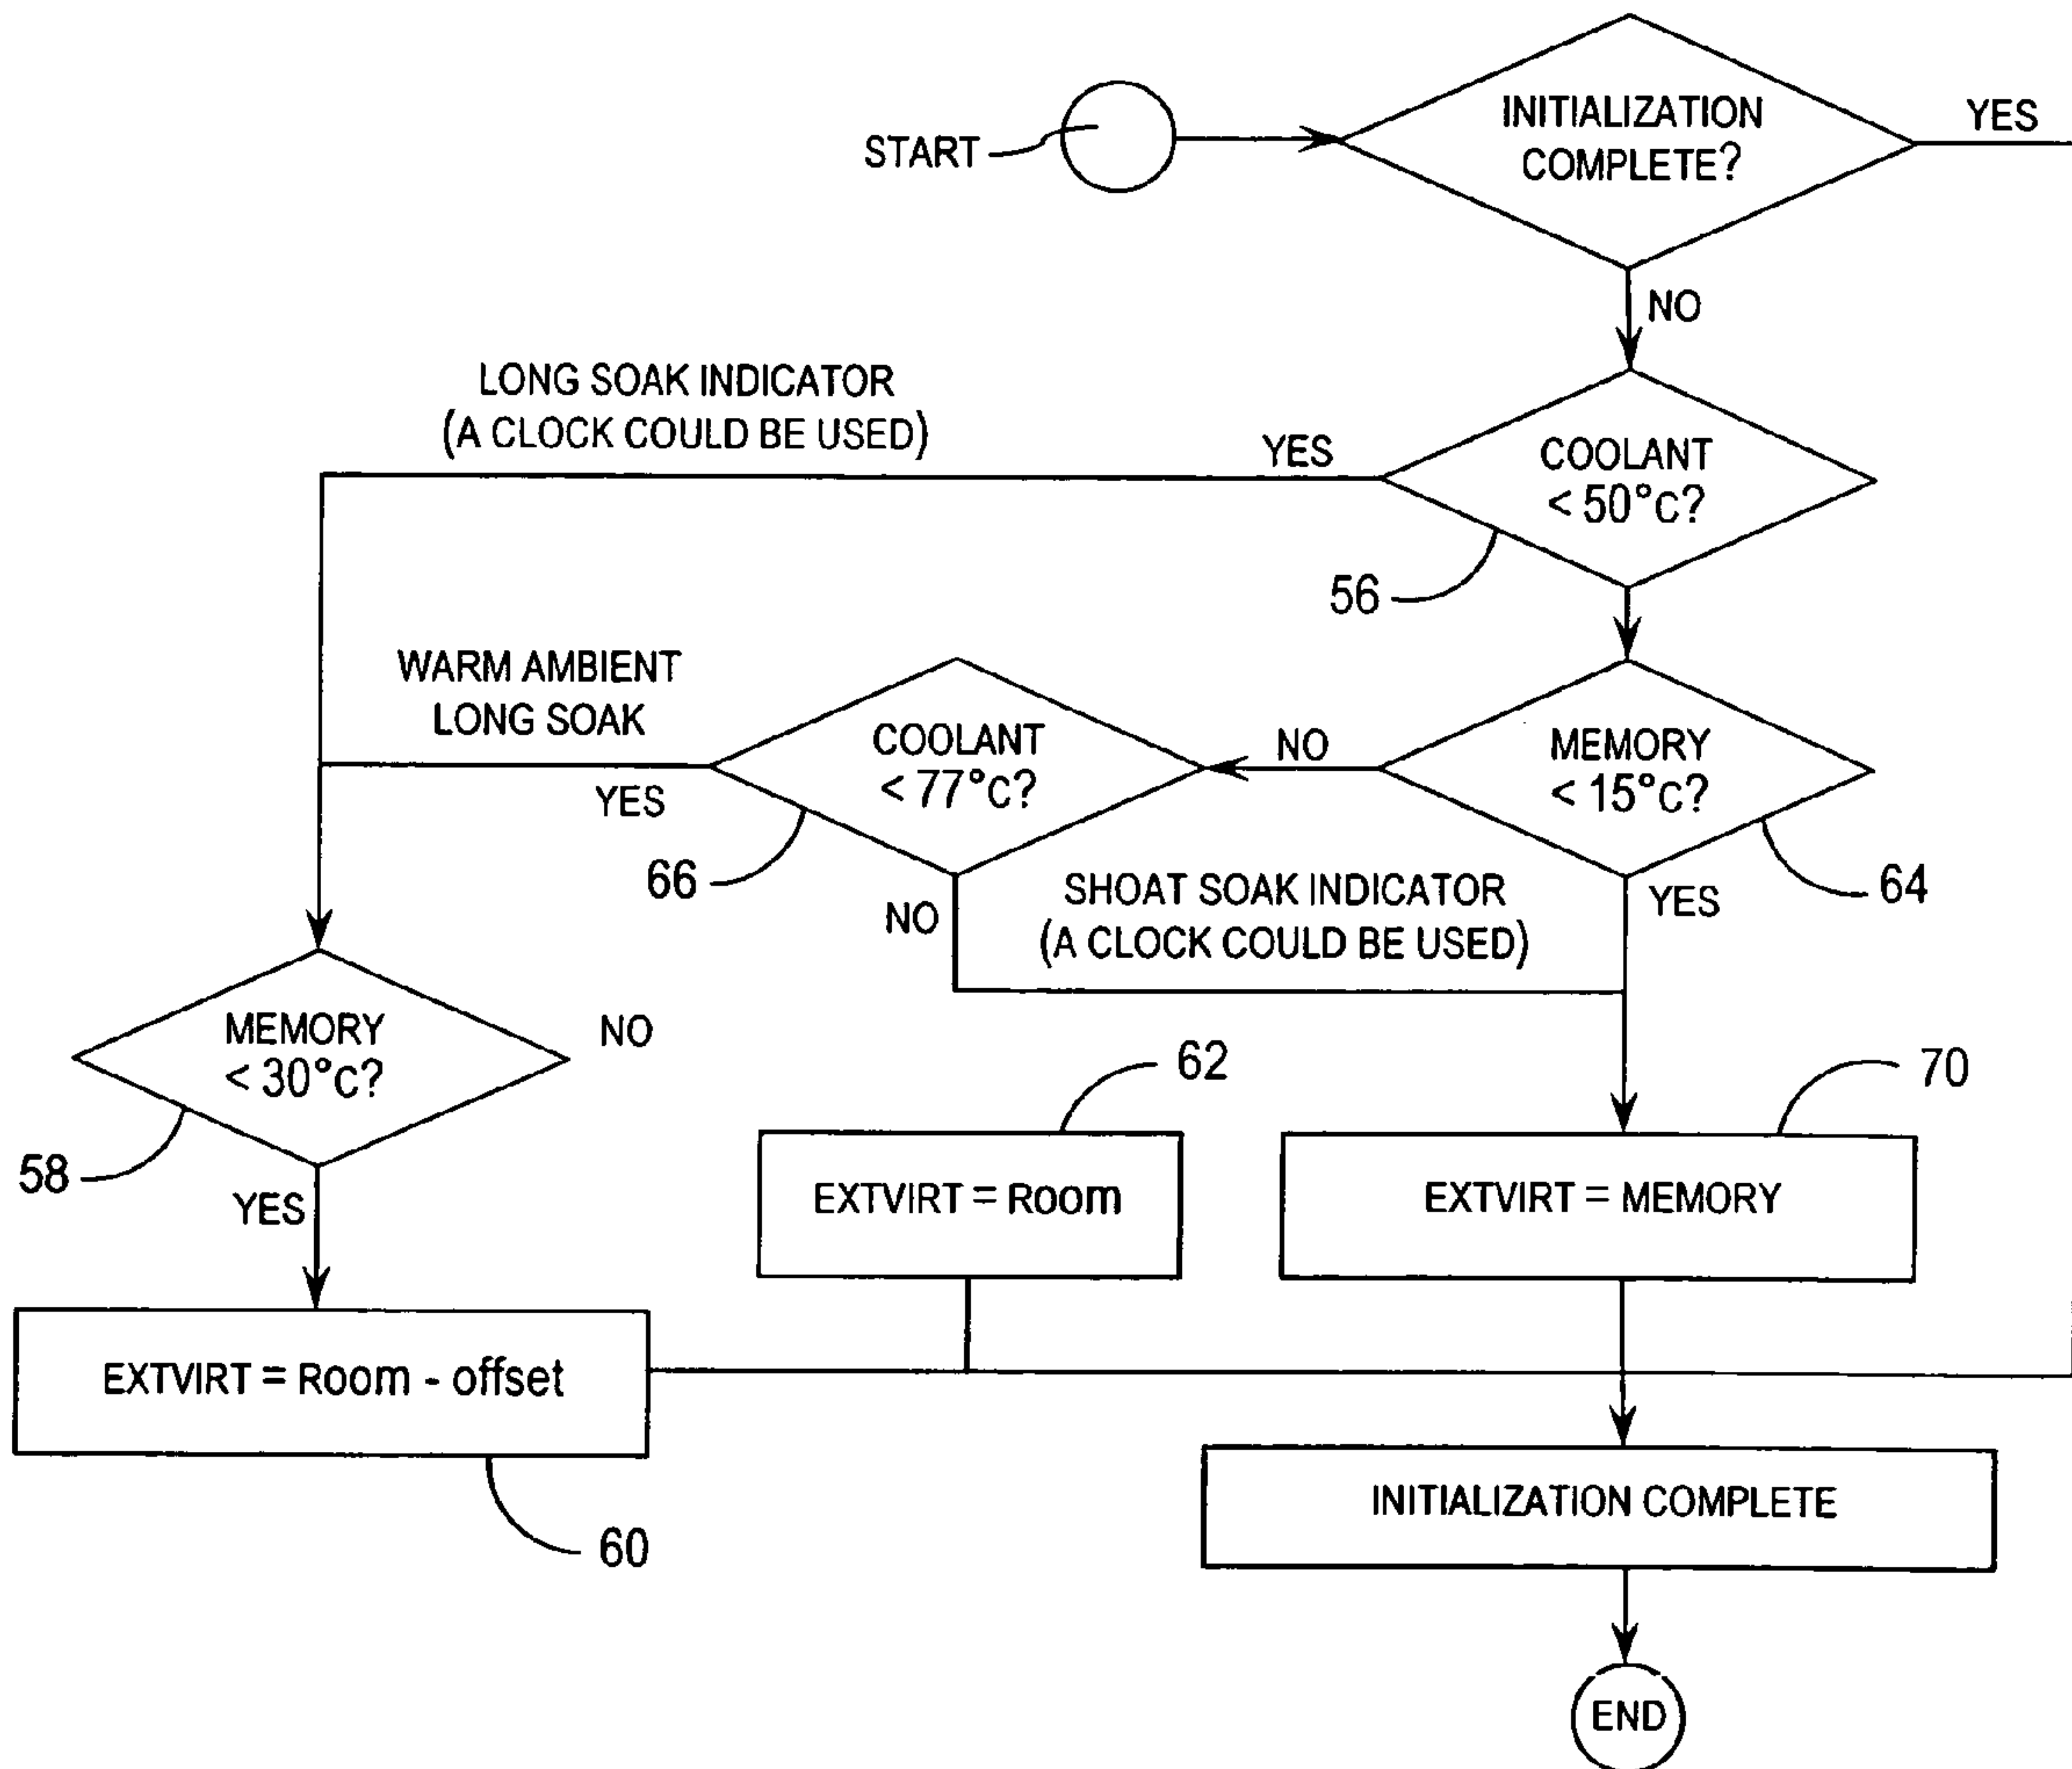 START
INITIALIZATION
COMPLETE?
YES
NO
LONG SOAK INDICATOR
(A CLOCK COULD BE USED)
YES
COOLANT
< 50°C?
56
WARM AMBIENT
LONG SOAK
YES
COOLANT
< 77°C?
66
NO
NO
MEMORY
< 15°C?
64
YES
SHOAT SOAK INDICATOR
(A CLOCK COULD BE USED)
MEMORY
< 30°C?
NO
58
YES
62
EXTVIRT = Room
70
EXTVIRT = MEMORY
EXTVIRT = Room - offset
60
INITIALIZATION COMPLETE
END